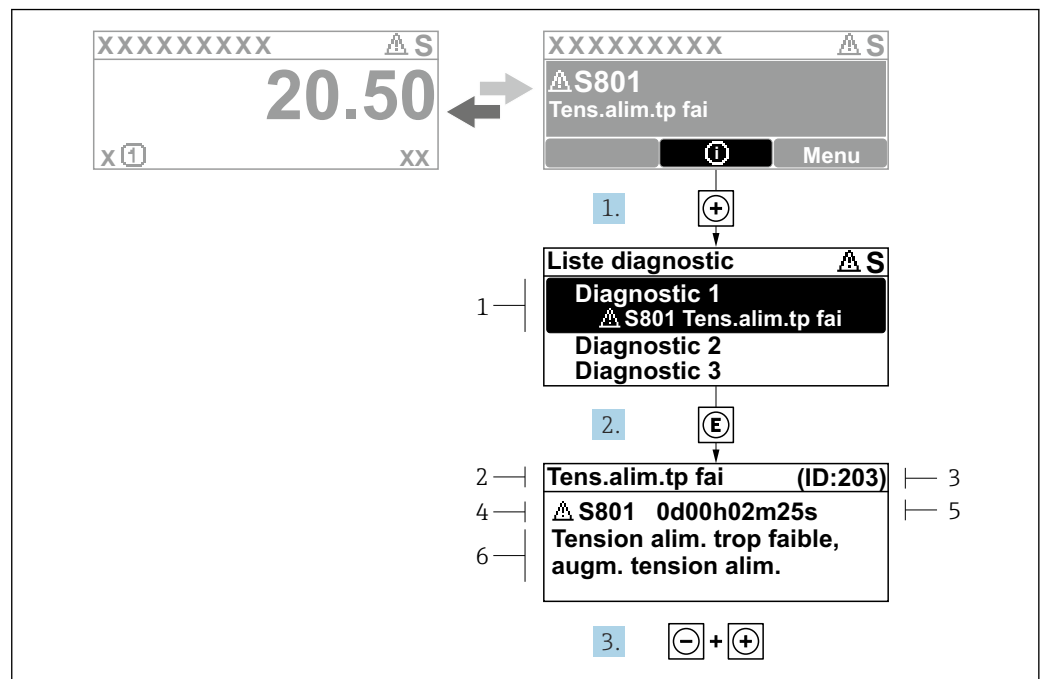 XXXXXXXXX ⚠ S
20.50
x ① xx
XXXXXXXXX ⚠ S
⚠ S801
Tens.alim.tp fai
ⓘ Menu
1. +
Liste diagnostic ⚠ S
1
Diagnostic 1
⚠ S801 Tens.alim.tp fai
Diagnostic 2
Diagnostic 3
2. E
2 Tens.alim.tp fai (ID:203) 3
4 ⚠ S801 0d00h02m25s 5
6
Tension alim. trop faible,
augm. tension alim.
3. - + +